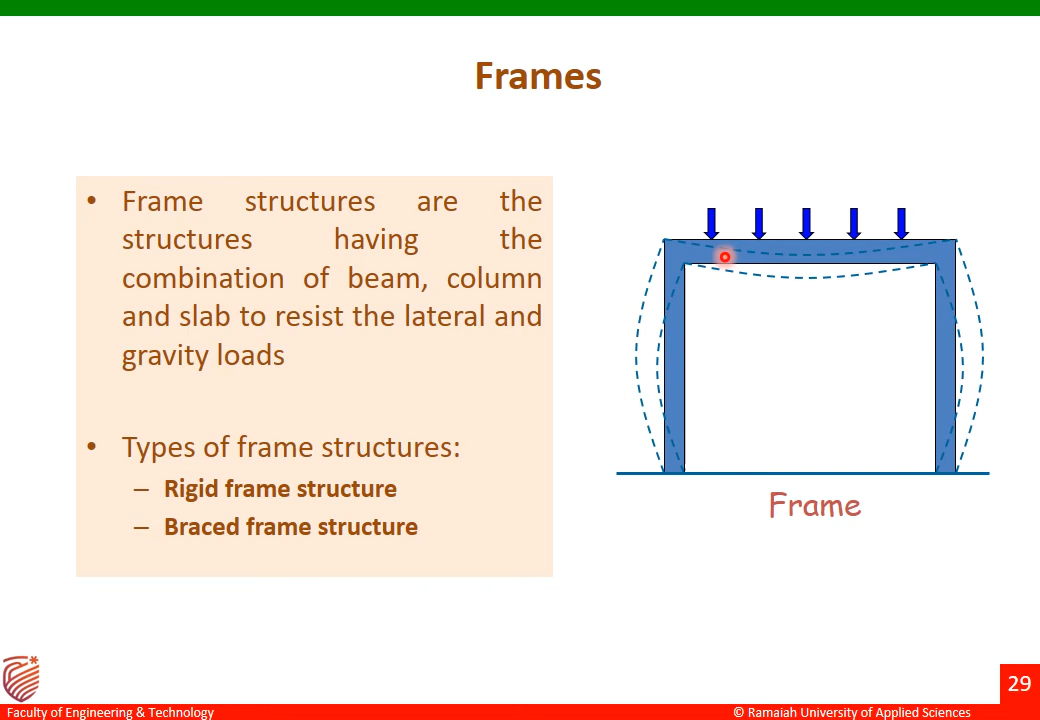 Frames
• Frame structures are the
structures having the
combination of beam, column
and slab to resist the lateral and
gravity loads
• Types of frame structures:
– Rigid frame structure
– Braced frame structure
Frame
29
Faculty of Engineering & Technology
© Ramaiah University of Applied Sciences